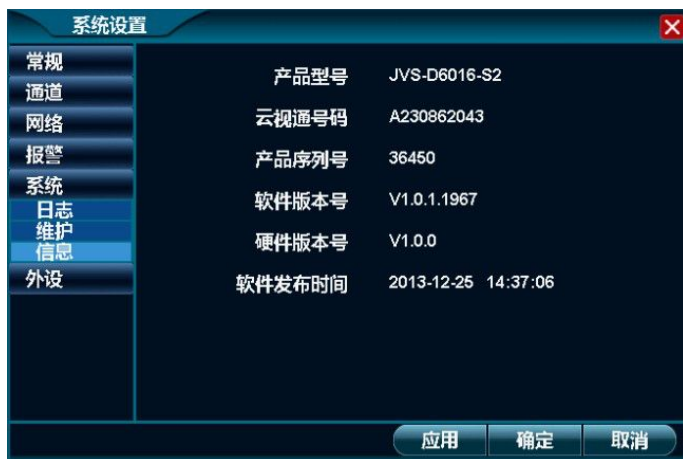 系统设置
常规
通道
网络
报警
系统
日志
维护
信息
外设
产品型号 JVS-D6016-S2
云视通号码 A230862043
产品序列号 36450
软件版本号 V1.0.1.1967
硬件版本号 V1.0.0
软件发布时间 2013-12-25 14:37:06
应用 确定 取消